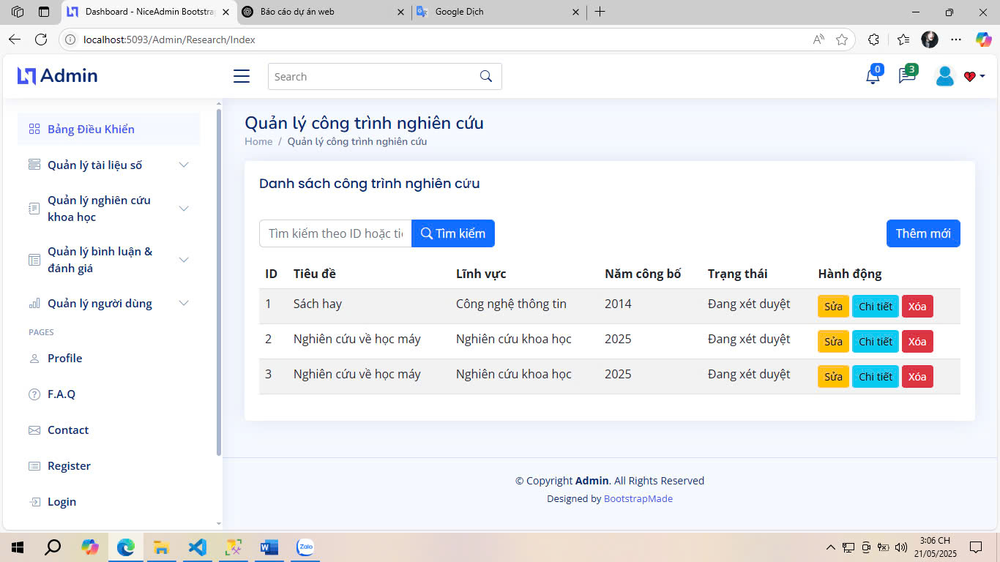 Dashboard - NiceAdmin Bootstra
Báo cáo dự án web
Google Dịch
localhost:5093/Admin/Research/Index
Admin
Search
0
3
Bảng Điều Khiển
Quản lý tài liệu số
Quản lý nghiên cứu
khoa học
Quản lý bình luận &
đánh giá
Quản lý người dùng
PAGES
Profile
F.A.Q
Contact
Register
Login
Quản lý công trình nghiên cứu
Home / Quản lý công trình nghiên cứu
Danh sách công trình nghiên cứu
Tìm kiếm theo ID hoặc tiê
Tìm kiếm
Thêm mới
ID Tiêu đề Lĩnh vực Năm công bố Trạng thái Hành động
1 Sách hay Công nghệ thông tin 2014 Đang xét duyệt Sửa Chi tiết Xóa
2 Nghiên cứu về học máy Nghiên cứu khoa học 2025 Đang xét duyệt Sửa Chi tiết Xóa
3 Nghiên cứu về học máy Nghiên cứu khoa học 2025 Đang xét duyệt Sửa Chi tiết Xóa
© Copyright Admin. All Rights Reserved
Designed by BootstrapMade
Zalo
3:06 CH
21/05/2025